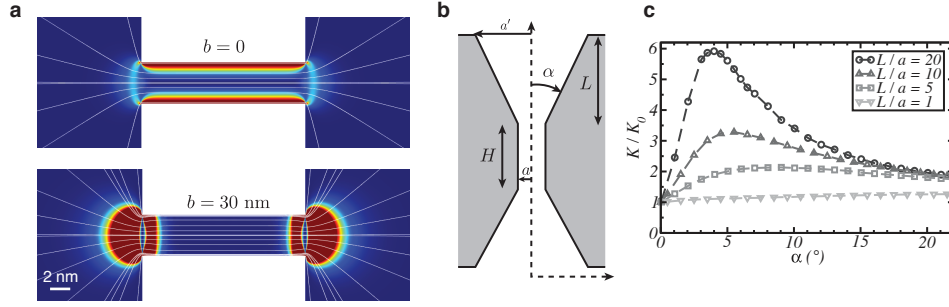 a
b = 0
b = 30 nm
2 nm
b
a'
α
L
H
a
c
K / K0
6
5
4
3
2
1
0
0 5 10 15 20
α (°)
L / a = 20
L / a = 10
L / a = 5
L / a = 1